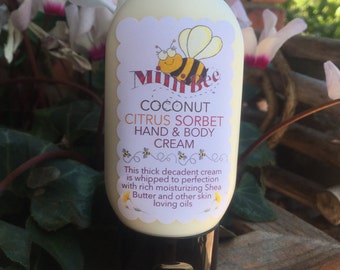 Milk Bee
COCONUT
CITRUS SORBET
HAND & BODY
CREAM
This thick decadent cream
is whipped to perfection
with rich moisturizing Shea
Butter and other skin
loving oils